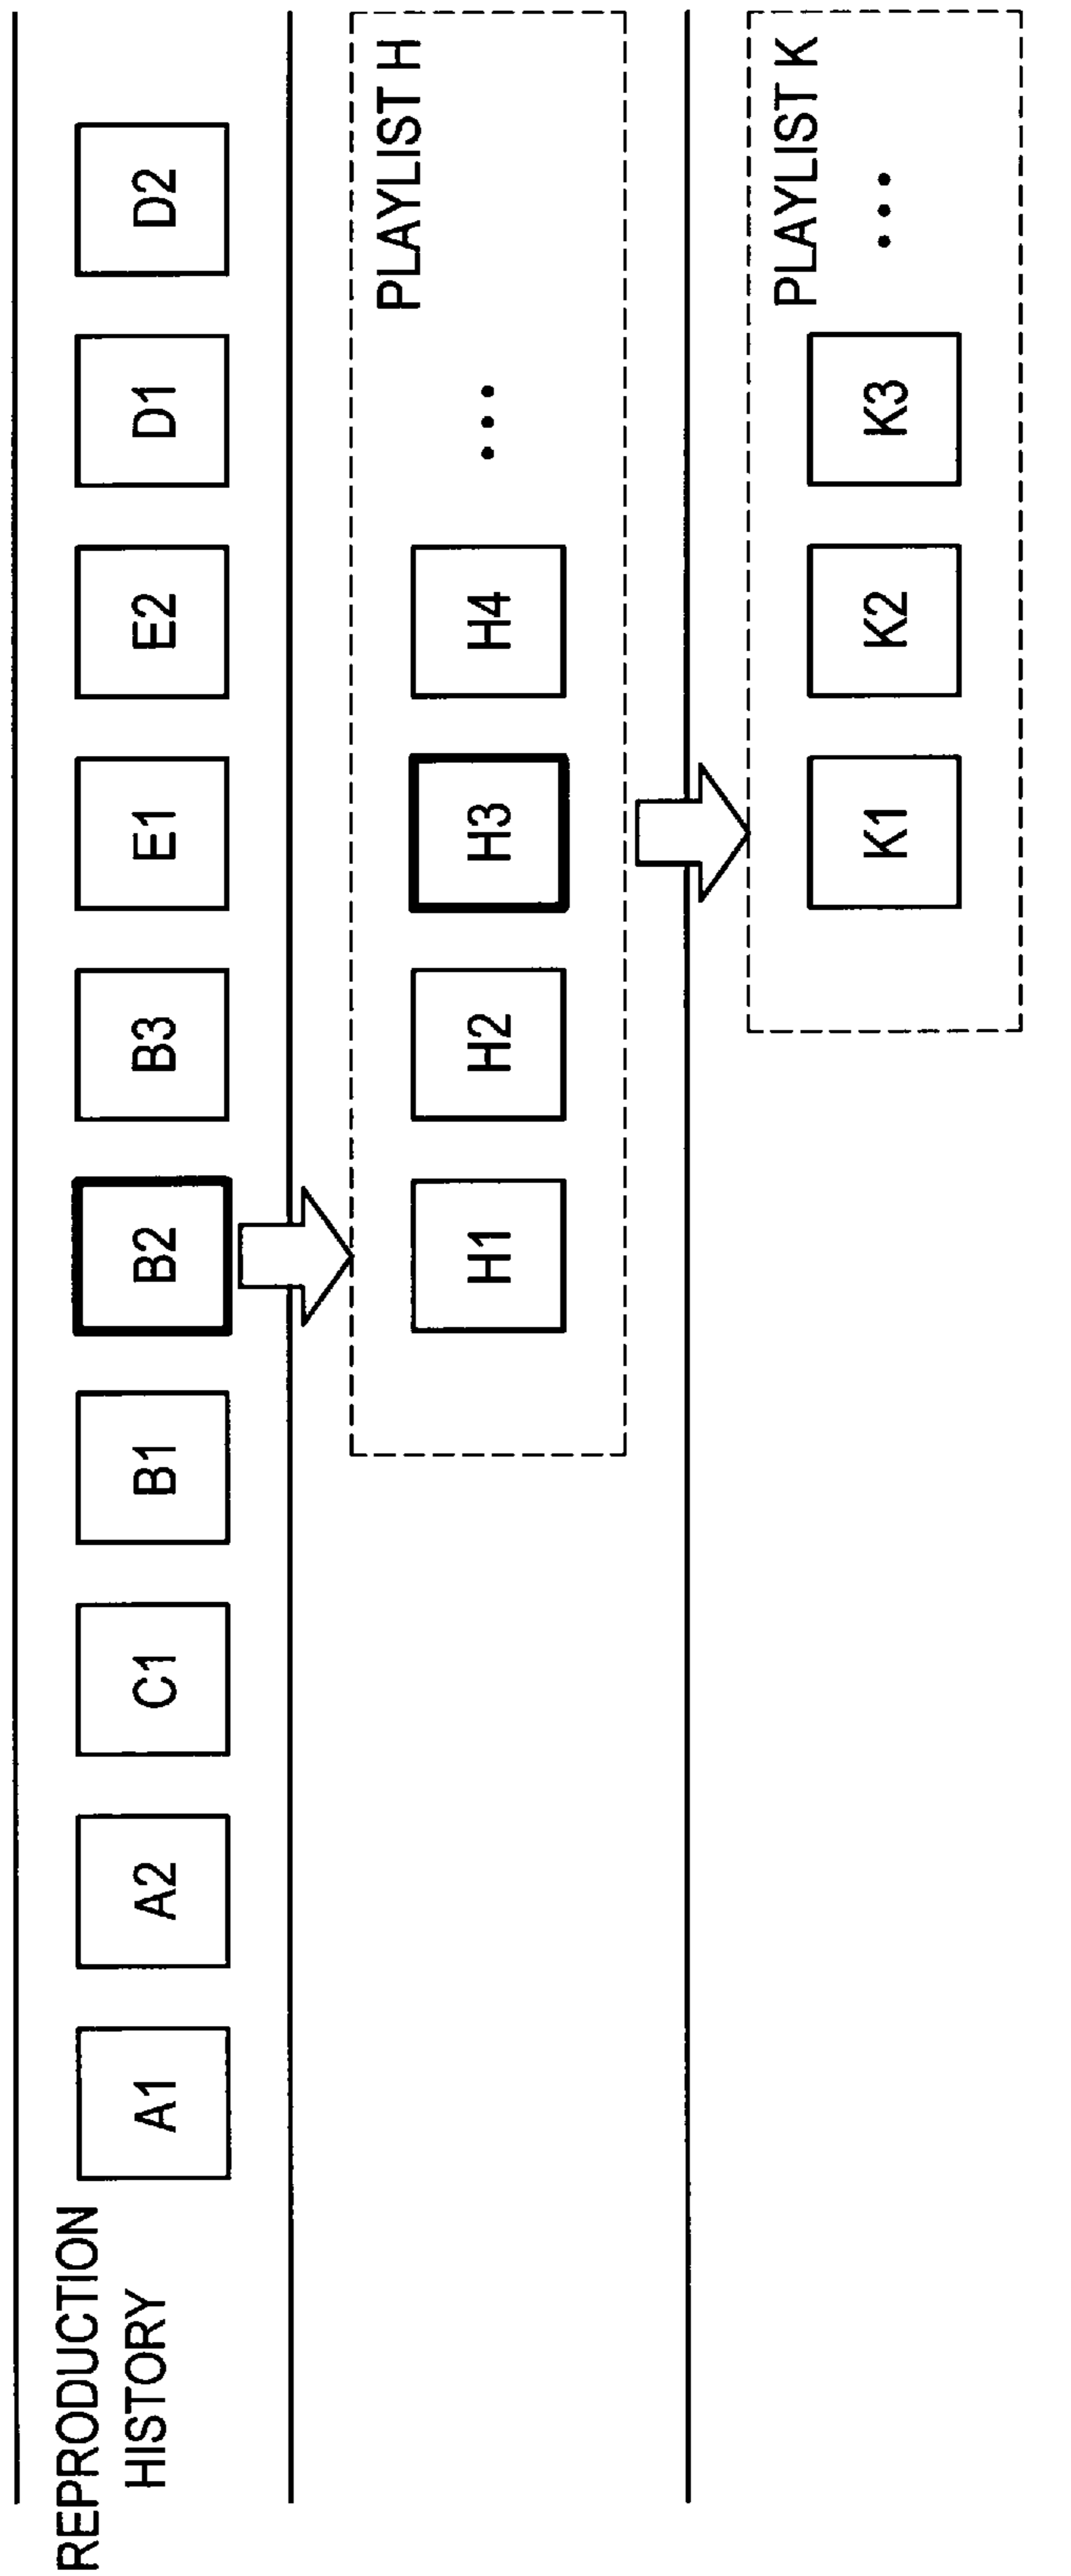 REPRODUCTION
HISTORY
A1 A2 C1 B1 B2 B3 E1 E2 D1 D2
PLAYLIST H
H1 H2 H3 H4 ...
PLAYLIST K
K1 K2 K3 ...